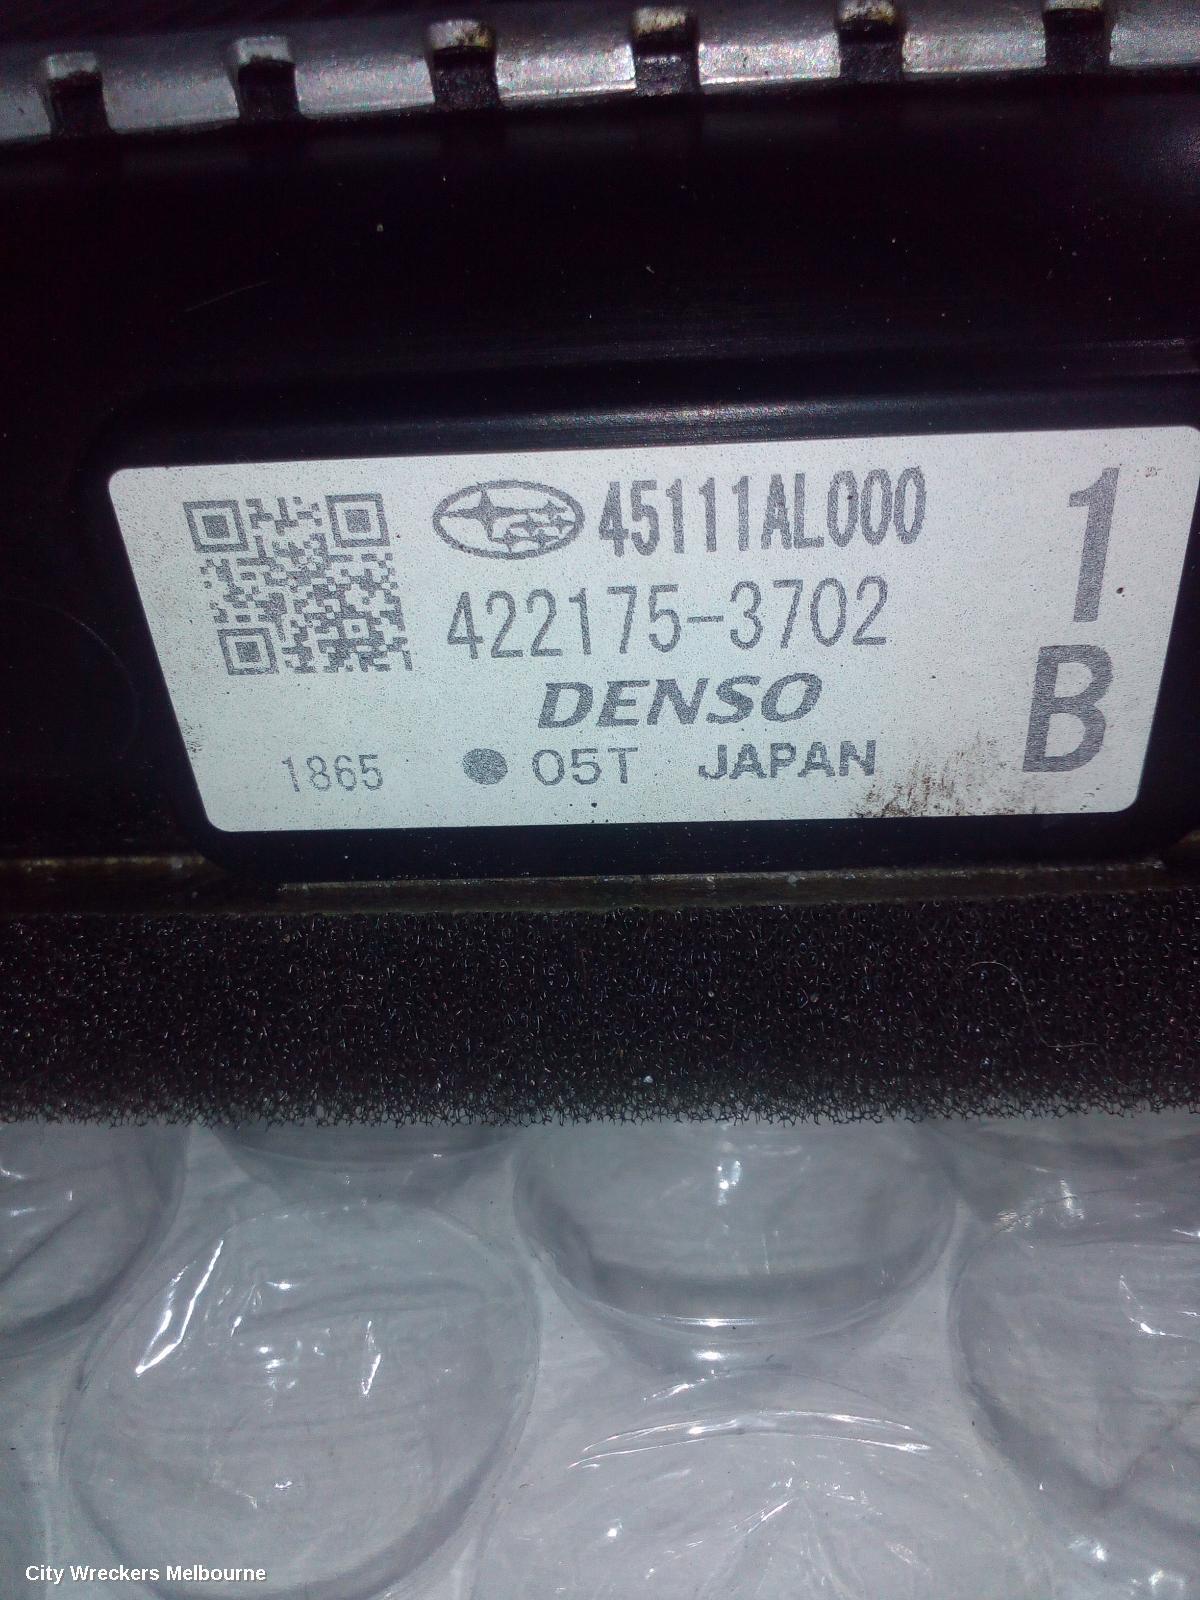 45111AL000
1
422175-3702
B
DENSO
1865 ● 05T JAPAN
City Wreckers Melbourne